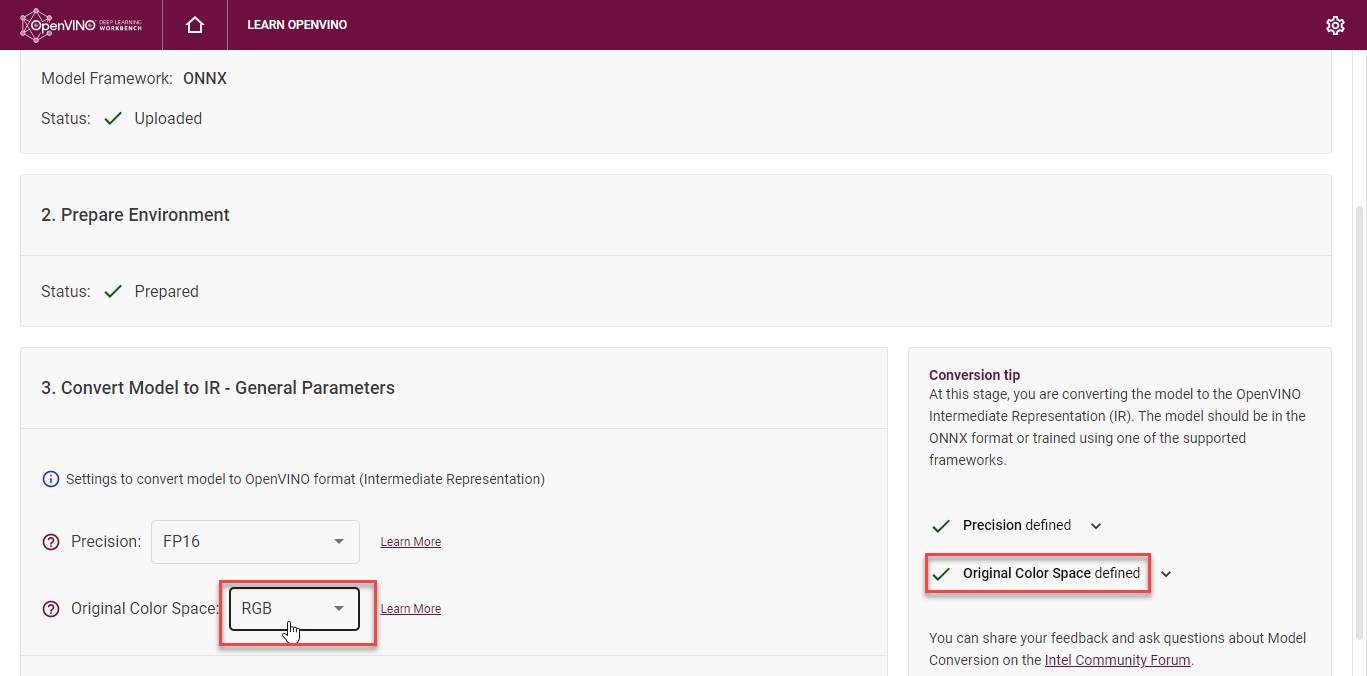 OpenVINO DEEP LEARNING WORKBENCH
LEARN OPENVINO
Model Framework: ONNX
Status: Uploaded
2. Prepare Environment
Status: Prepared
3. Convert Model to IR - General Parameters
Settings to convert model to OpenVINO format (Intermediate Representation)
Precision: FP16 Learn More
Original Color Space: RGB Learn More
Conversion tip
At this stage, you are converting the model to the OpenVINO
Intermediate Representation (IR). The model should be in the
ONNX format or trained using one of the supported
frameworks.
Precision defined
Original Color Space defined
You can share your feedback and ask questions about Model
Conversion on the Intel Community Forum.